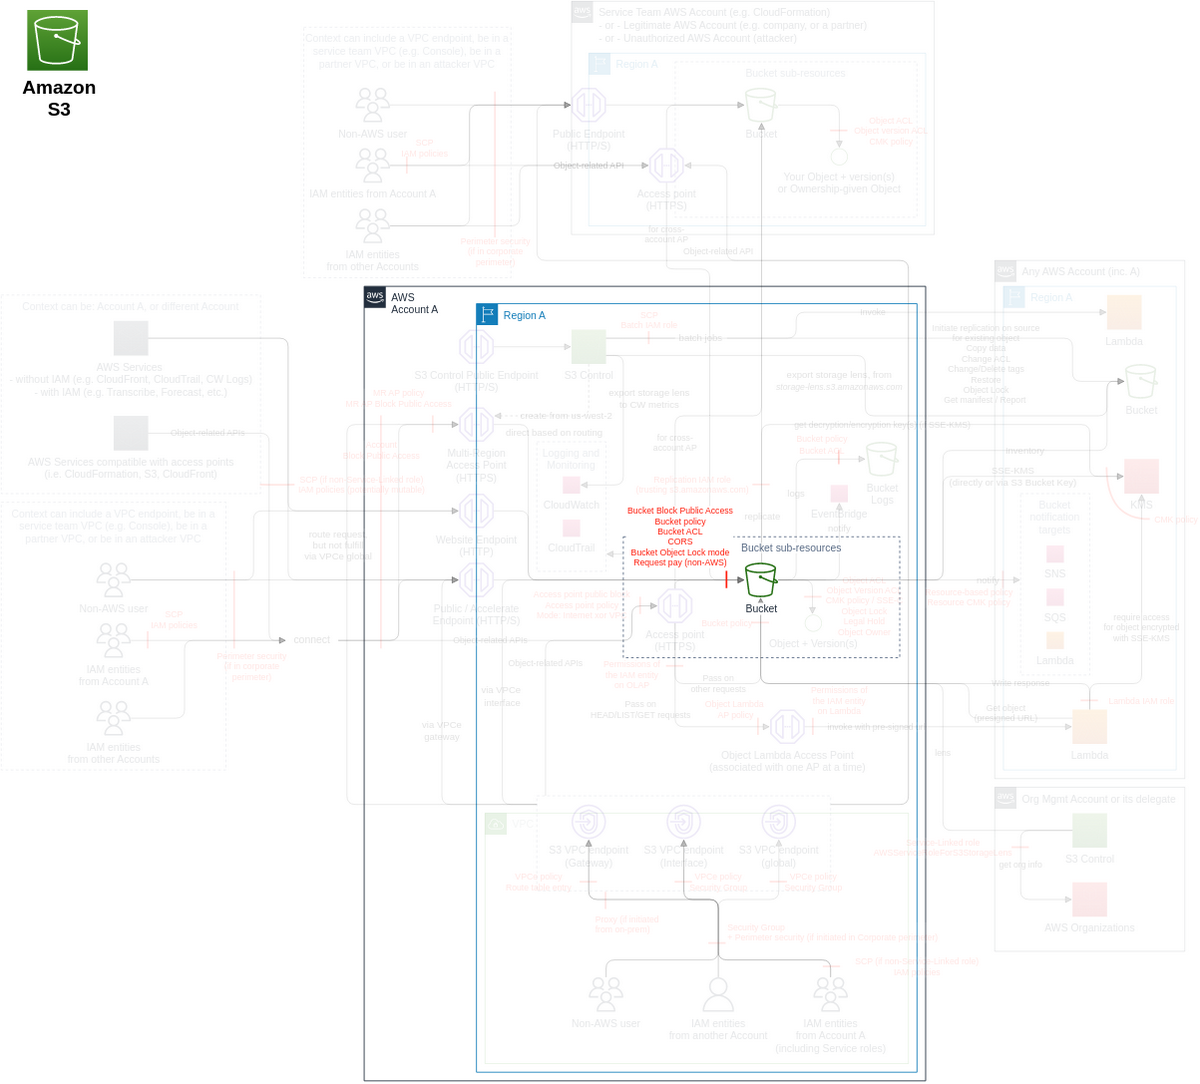 Amazon
S3
Service Team AWS Account (e.g. CloudFormation)
- or - Legitimate AWS Account (e.g. company, or a partner)
- or - Unauthorized AWS Account (attacker)
Region A
Bucket sub-resources
Context can include a VPC endpoint, be in a
service team VPC (e.g. Console), be in a
partner VPC, or be in an attacker VPC
Non-AWS user
SCP
IAM policies
IAM entities from Account A
IAM entities
from other Accounts
Perimeter security
(if in corporate
perimeter)
Public Endpoint
(HTTP/S)
Object-related API
Access point
(HTTPS)
Bucket
Object ACL
Object version ACL
CMK policy
Your Object + version(s)
or Ownership-given Object
for cross-
account AP
Object-related API
AWS
Account A
Region A
Any AWS Account (inc. A)
Region A
Lambda
Bucket
KMS
CMK policy
Context can be: Account A, or different Account
AWS Services
- without IAM (e.g. CloudFront, CloudTrail, CW Logs)
- with IAM (e.g. Transcribe, Forecast, etc.)
Object-related APIs
AWS Services compatible with access points
(i.e. CloudFormation, S3, CloudFront)
Context can include a VPC endpoint, be in a
service team VPC (e.g. Console), be in a
partner VPC, or be in an attacker VPC
Non-AWS user
SCP
IAM policies
IAM entities
from Account A
IAM entities
from other Accounts
Perimeter security
(if in corporate
perimeter)
connect
SCP (if non-Service-Linked role)
route request,
but not fulfill
via VPCe global
MR AP policy
MR AP Block Public Access
Account
Block Public Access
S3 Control Public Endpoint
(HTTP/S)
S3 Control
SCP
Batch IAM role
batch jobs
invoke
Initiate replication on source
for existing object
Copy data
Change ACL
Change/Delete tags
Restore
Object Lock
Get manifest / Report
export storage lens
to CW metrics
export storage lens, from
storage-lens.s3.amazonaws.com
create from us-west-2
direct based on routing
Multi-Region
Access Point
(HTTPS)
get decryption/encryption key(s) (if SSE-KMS)
Logging and
Monitoring
CloudWatch
CloudTrail
for cross-
account AP
Bucket policy
Bucket ACL
Bucket
Logs
logs
inventory
SSE-KMS
(directly or via S3 Bucket Key)
Replication IAM role
EventBridge
notify
replicate
Website Endpoint
(HTTP)
Bucket Block Public Access
Bucket policy
Bucket ACL
CORS
Bucket Object Lock mode
Request pay (non-AWS)
Bucket sub-resources
Bucket
Public / Accelerate
Endpoint (HTTP/S)
Object-related APIs
Access point public block
Access point policy
Access point
(HTTPS)
Bucket policy
Object ACL
Object Version ACL
Object Lock
Legal Hold
Object Owner
Object + Version(s)
notify
Resource-based policy
Resource CMK policy
Bucket
notification
targets
SNS
SQS
Lambda
require access
for object encrypted
with SSE-KMS
Object-related APIs
Permissions of
the IAM entity
on OLAP
Pass on
other requests
Pass on
HEAD/LIST/GET requests
Object Lambda
AP policy
Permissions of
the IAM entity
on Lambda
Invoke with pre-signed
Write response
Get object
(presigned URL)
Lambda IAM role
Lambda
Object Lambda Access Point
(associated with one AP at a time)
via VPCe
interface
via VPCe
gateway
lens
VPC
S3 VPC endpoint
(Gateway)
S3 VPC endpoint
(Interface)
S3 VPC endpoint
(global)
VPCe policy
Route table entry
VPCe policy
Security Group
VPCe policy
Security Group
Proxy (if initiated
from on-prem)
Security Group
+ Perimeter security (if initiated in Corporate perimeter)
SCP (if non-Service-Linked role)
IAM policies
Non-AWS user
IAM entities
from another Account
IAM entities
from Account A
(including Service roles)
Org Mgmt Account or its delegate
S3 Control
Service-Linked role
get org info
AWS Organizations